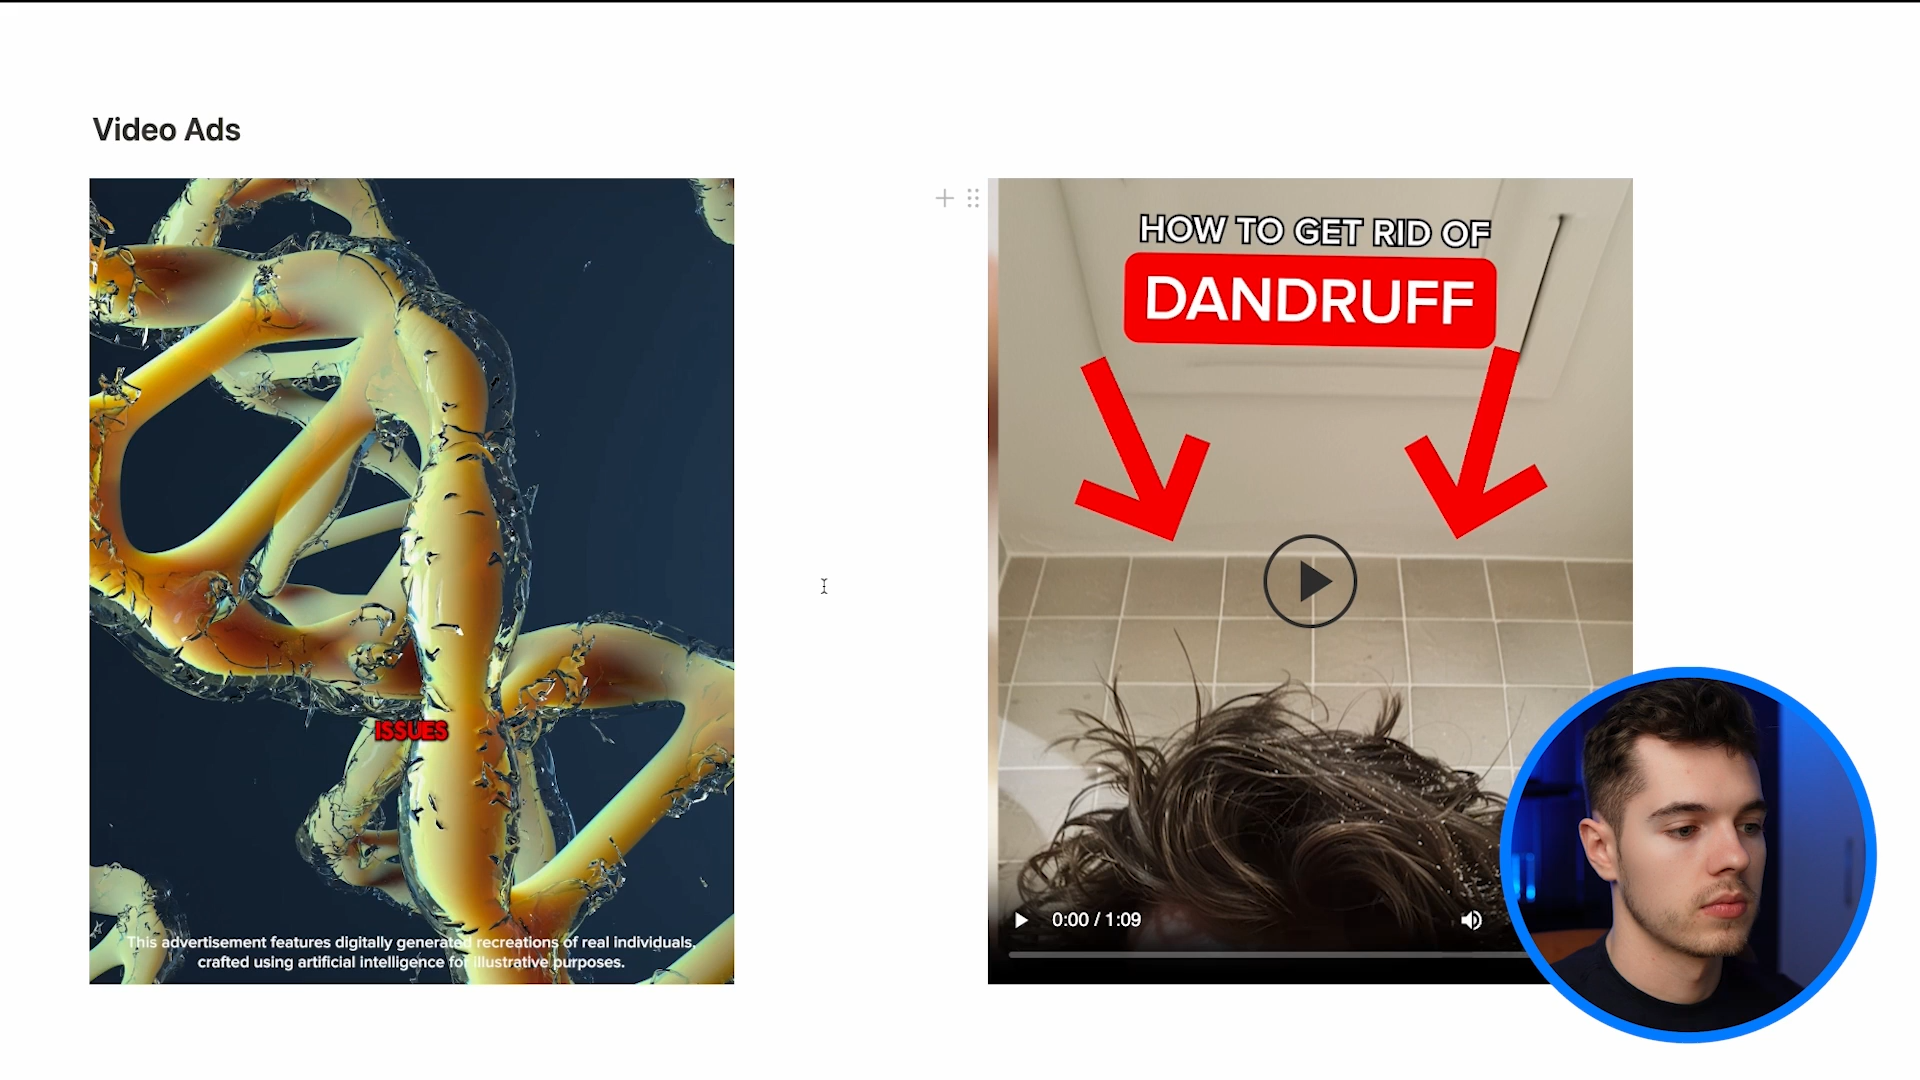 Video Ads
ISSUES
This advertisement features digitally generated recreations of real individuals,
crafted using artificial intelligence for illustrative purposes.
HOW TO GET RID OF
DANDRUFF
0:00 / 1:09